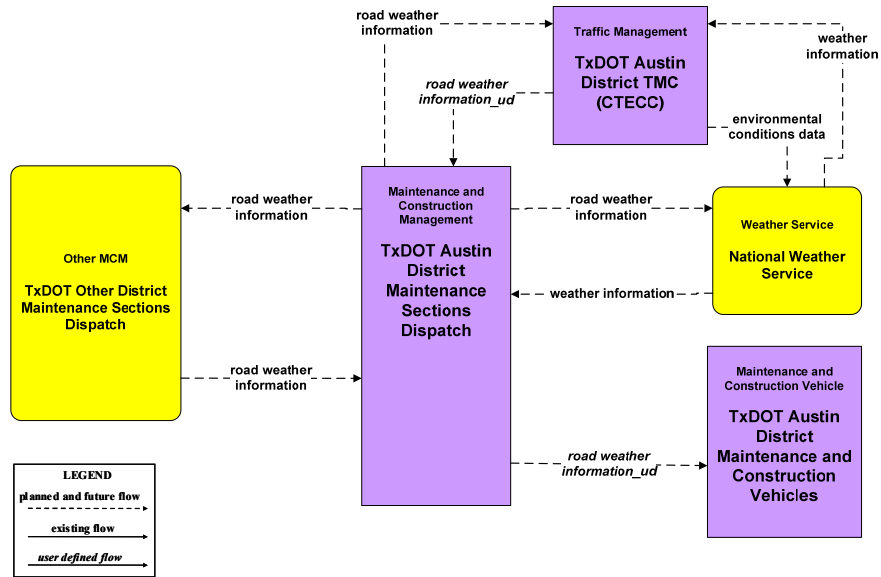 road weather
information
Traffic Management
TxDOT Austin
District TMC
(CTECC)
weather
information
road weather
information_ud
environmental
conditions data
Other MCM
TxDOT Other District
Maintenance Sections
Dispatch
road weather
information
Maintenance and
Construction
Management
TxDOT Austin
District
Maintenance
Sections
Dispatch
road weather
information
Weather Service
National Weather
Service
weather information
road weather
information
Maintenance and
Construction Vehicle
TxDOT Austin
District
Maintenance and
Construction
Vehicles
road weather
information_ud
LEGEND
planned and future flow
existing flow
user defined flow